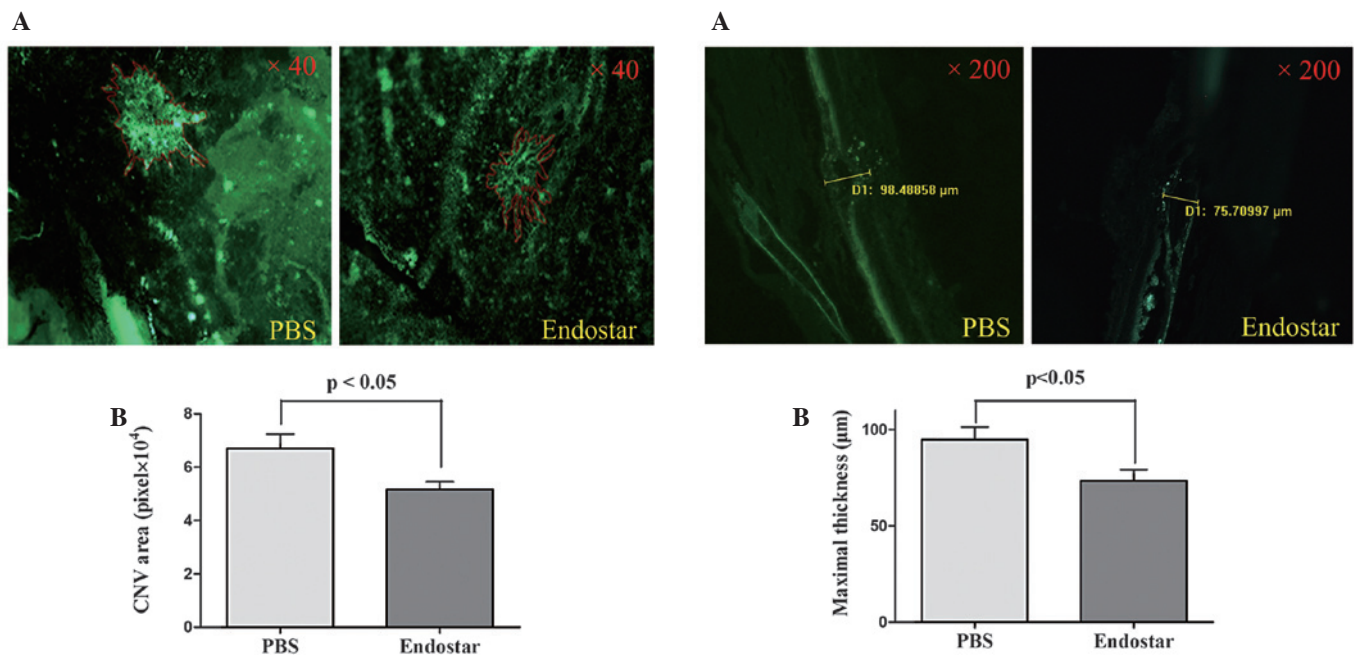 A
× 40
PBS
× 40
Endostar
B
p < 0.05
CNV area (pixel×10⁴)
8
6
4
2
0
PBS
Endostar
A
× 200
D1: 98.48858 µm
PBS
× 200
D1: 75.70997 µm
Endostar
B
p<0.05
Maximal thickness (µm)
100
50
0
PBS
Endostar